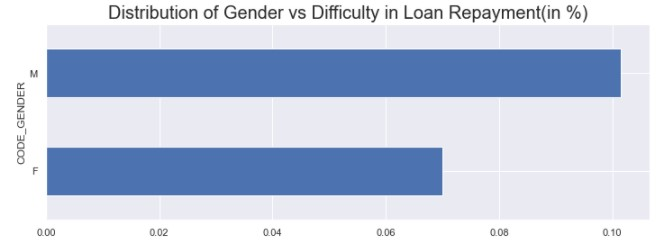 Distribution of Gender vs Difficulty in Loan Repayment(in %)
CODE_GENDER
M
F
0.00 0.02 0.04 0.06 0.08 0.10